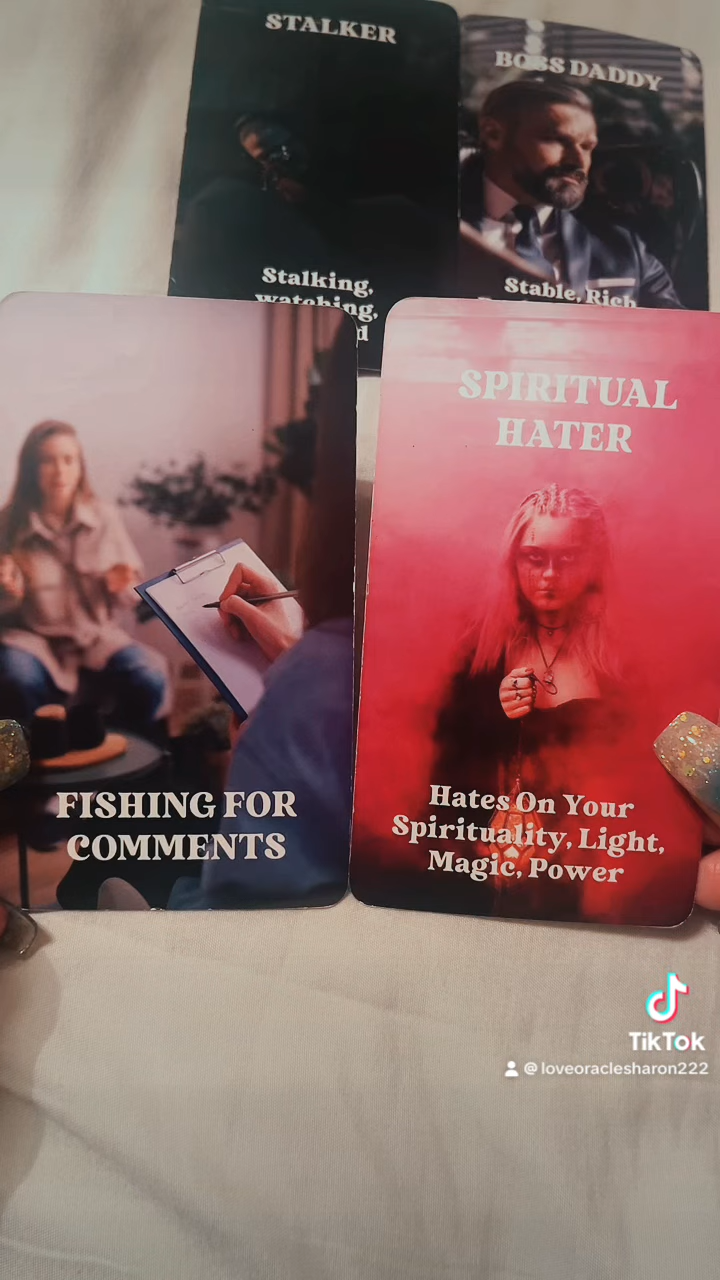 STALKER
BOSS DADDY
Stalking,
watching,
Stable, Rich
SPIRITUAL
HATER
FISHING FOR
COMMENTS
Hates On Your
Spirituality, Light,
Magic, Power
TikTok
@loveoraclesharon222